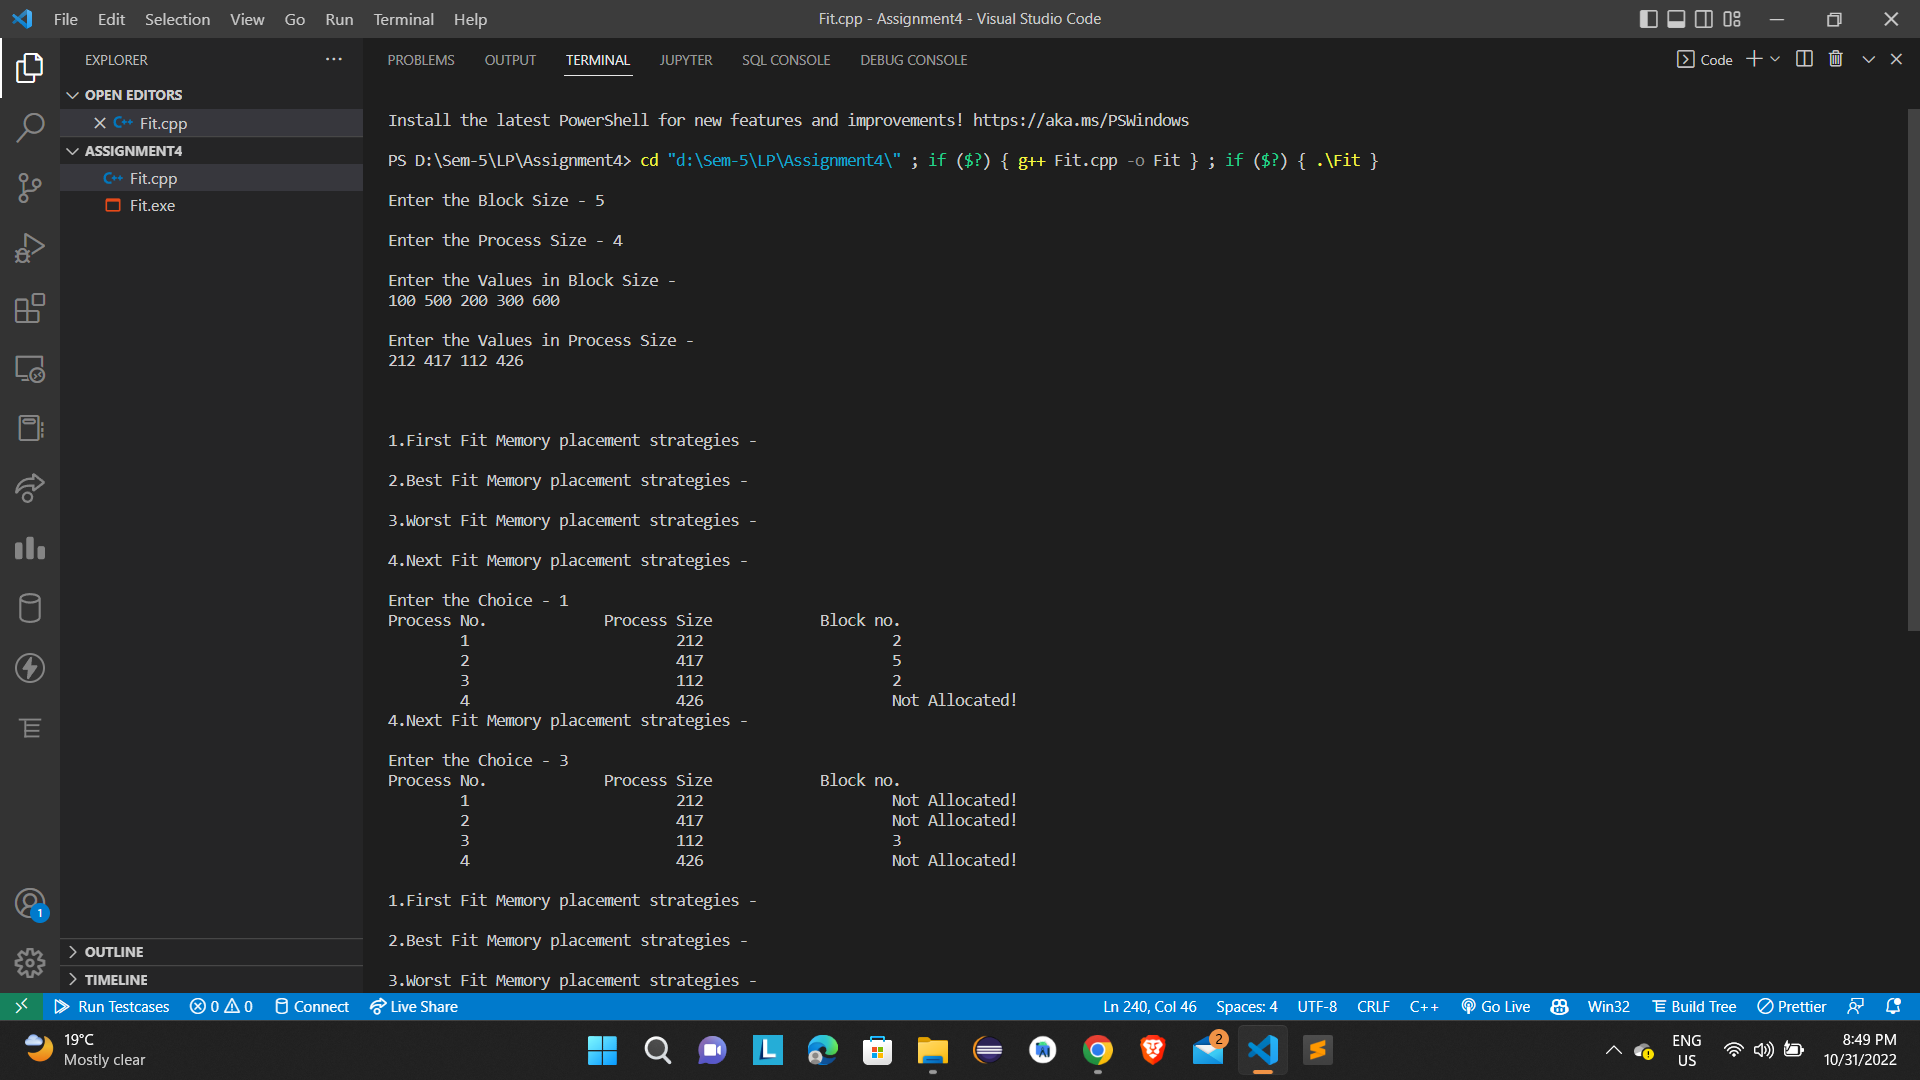 File Edit Selection View Go Run Terminal Help
Fit.cpp - Assignment4 - Visual Studio Code
EXPLORER
OPEN EDITORS
Fit.cpp
ASSIGNMENT4
Fit.cpp
Fit.exe
OUTLINE
TIMELINE
PROBLEMS OUTPUT TERMINAL JUPYTER SQL CONSOLE DEBUG CONSOLE
Code
Install the latest PowerShell for new features and improvements! https://aka.ms/PSWindows
PS D:\Sem-5\LP\Assignment4> cd "d:\Sem-5\LP\Assignment4\" ; if ($?) { g++ Fit.cpp -o Fit } ; if ($?) { .\Fit }
Enter the Block Size - 5
Enter the Process Size - 4
Enter the Values in Block Size -
100 500 200 300 600
Enter the Values in Process Size -
212 417 112 426
1.First Fit Memory placement strategies -
2.Best Fit Memory placement strategies -
3.Worst Fit Memory placement strategies -
4.Next Fit Memory placement strategies -
Enter the Choice - 1
Process No. Process Size Block no.
1 212 2
2 417 5
3 112 2
4 426 Not Allocated!
4.Next Fit Memory placement strategies -
Enter the Choice - 3
Process No. Process Size Block no.
1 212 Not Allocated!
2 417 Not Allocated!
3 112 3
4 426 Not Allocated!
1.First Fit Memory placement strategies -
2.Best Fit Memory placement strategies -
3.Worst Fit Memory placement strategies -
1
Run Testcases 0 0 Connect Live Share
Ln 240, Col 46 Spaces: 4 UTF-8 CRLF C++ Go Live Win32 Build Tree Prettier
19°C
Mostly clear
L
2
ENG
US
8:49 PM
10/31/2022